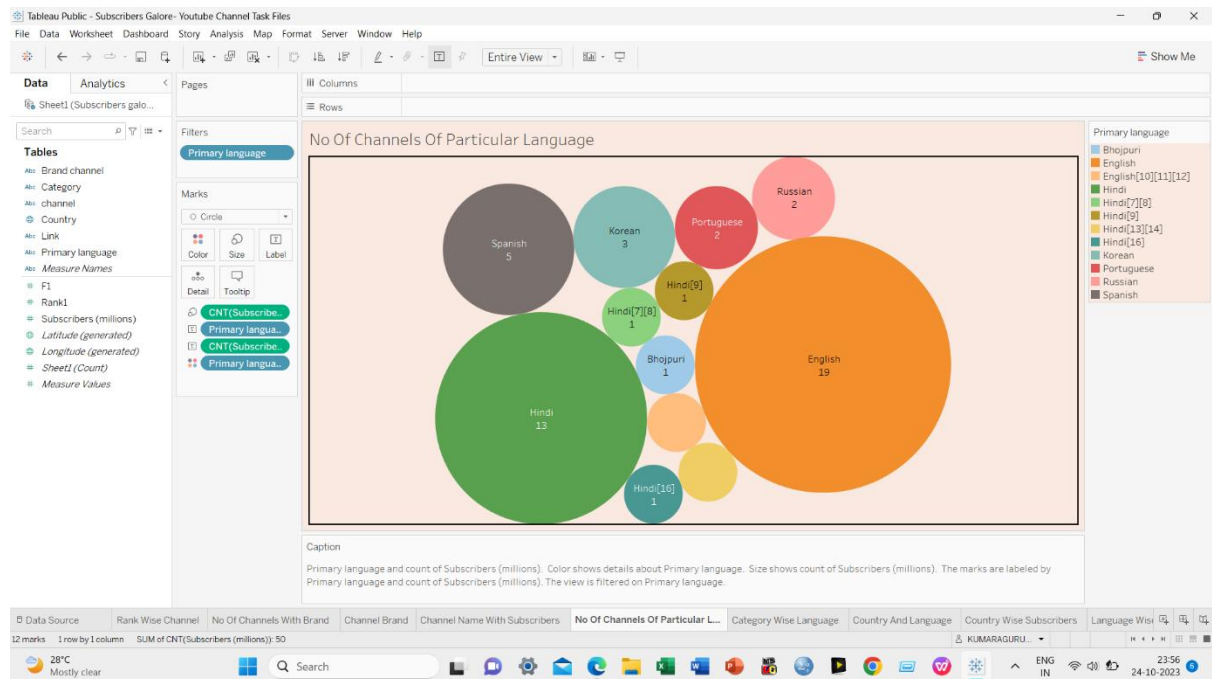 Tableau Public - Subscribers Galore- Youtube Channel Task Files
File Data Worksheet Dashboard Story Analysis Map Format Server Window Help
Entire View
Show Me
Data Analytics
Pages
Columns
Sheet1 (Subscribers galo...
Rows
Search
Filters
No Of Channels Of Particular Language
Primary language
Tables
Primary language
Bhojpuri
Abc Brand channel
English
Abc Category
English[10][11][12]
Abc channel
Marks
Hindi
Country
Circle
Hindi[7][8]
Abc Link
Hindi[9]
Abc Primary language
Hindi[13][14]
Abc Measure Names
Color Size Label
Hindi[16]
F1
Korean
Rank1
Detail Tooltip
Portuguese
Subscribers (millions)
CNT(Subscribe..
Russian
Latitude (generated)
Primary langua..
Spanish
Longitude (generated)
CNT(Subscribe..
Sheet1 (Count)
Primary langua..
Measure Values
Russian
2
Portuguese
2
Korean
3
Spanish
5
Hindi[9]
1
Hindi[7][8]
1
Bhojpuri
1
English
19
Hindi
13
Hindi[16]
1
Caption
Primary language and count of Subscribers (millions). Color shows details about Primary language. Size shows count of Subscribers (millions). The marks are labeled by
Primary language and count of Subscribers (millions). The view is filtered on Primary language.
Data Source Rank Wise Channel No Of Channels With Brand Channel Brand Channel Name With Subscribers No Of Channels Of Particular L... Category Wise Language Country And Language Country Wise Subscribers Language Wis
12 marks 1 row by 1 column SUM of CNT(Subscribers (millions)): 50
KUMARAGURU...
28°C
Mostly clear
Search
ENG
IN
23:56
24-10-2023
5